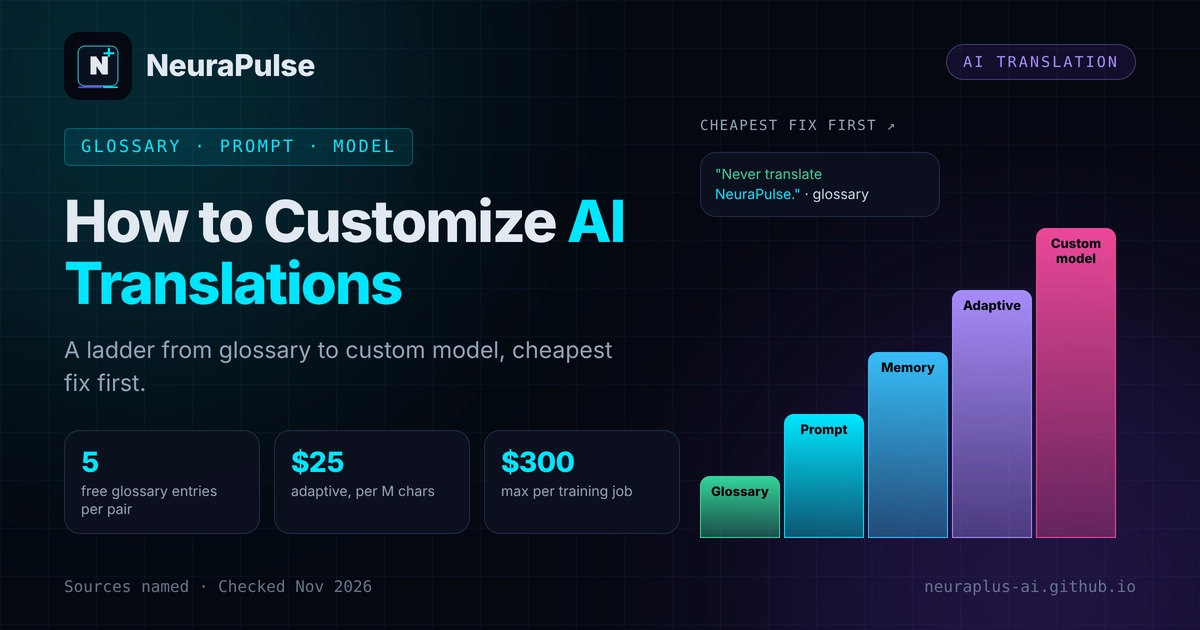 N
NeuraPulse
AI TRANSLATION
GLOSSARY · PROMPT · MODEL
How to Customize AI
Translations
A ladder from glossary to custom model, cheapest
fix first.
5
free glossary entries
per pair
$25
adaptive, per M chars
$300
max per training job
CHEAPEST FIX FIRST ↗
"Never translate
NeuraPulse." · glossary
Glossary
Prompt
Memory
Adaptive
Custom
model
Sources named · Checked Nov 2026
neuraplus-ai.github.io